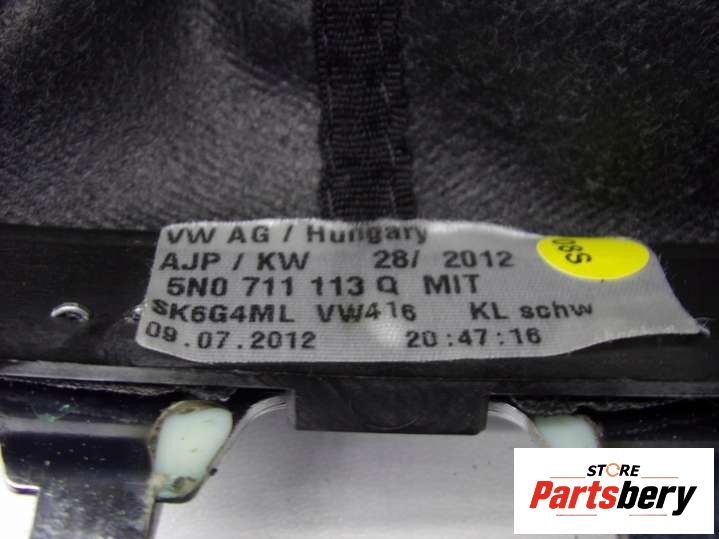 VW AG / Hungary
AJP / KW 28/ 2012
5N0 711 113 Q MIT
SK6G4ML VW416 KL schw
09.07.2012 20:47:16
08S
STORE
Partsbery